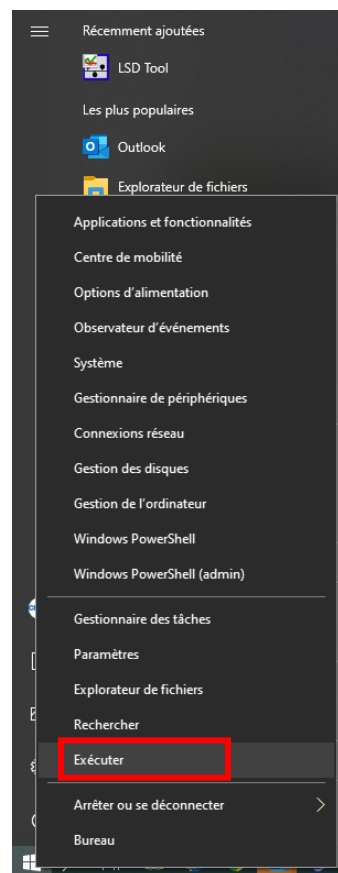 Récemment ajoutées
LSD Tool
Les plus populaires
Outlook
Explorateur de fichiers
Applications et fonctionnalités
Centre de mobilité
Options d'alimentation
Observateur d'événements
Système
Gestionnaire de périphériques
Connexions réseau
Gestion des disques
Gestion de l'ordinateur
Windows PowerShell
Windows PowerShell (admin)
Gestionnaire des tâches
Paramètres
Explorateur de fichiers
Rechercher
Exécuter
Arrêter ou se déconnecter
Bureau